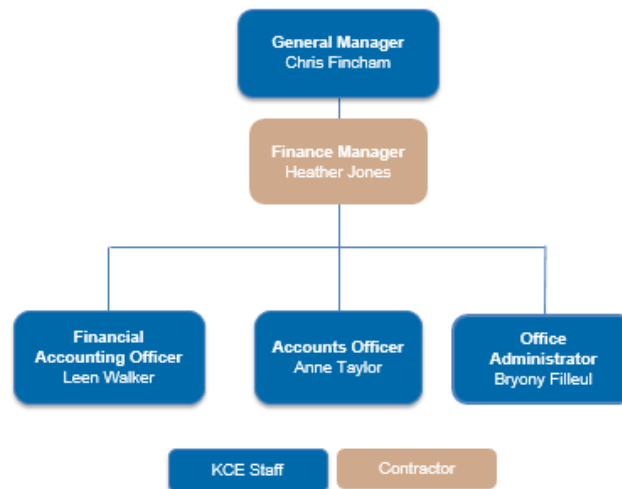 General Manager
Chris Fincham
Finance Manager
Heather Jones
Financial
Accounting Officer
Leen Walker
Accounts Officer
Anne Taylor
Office
Administrator
Bryony Filleul
KCE Staff
Contractor